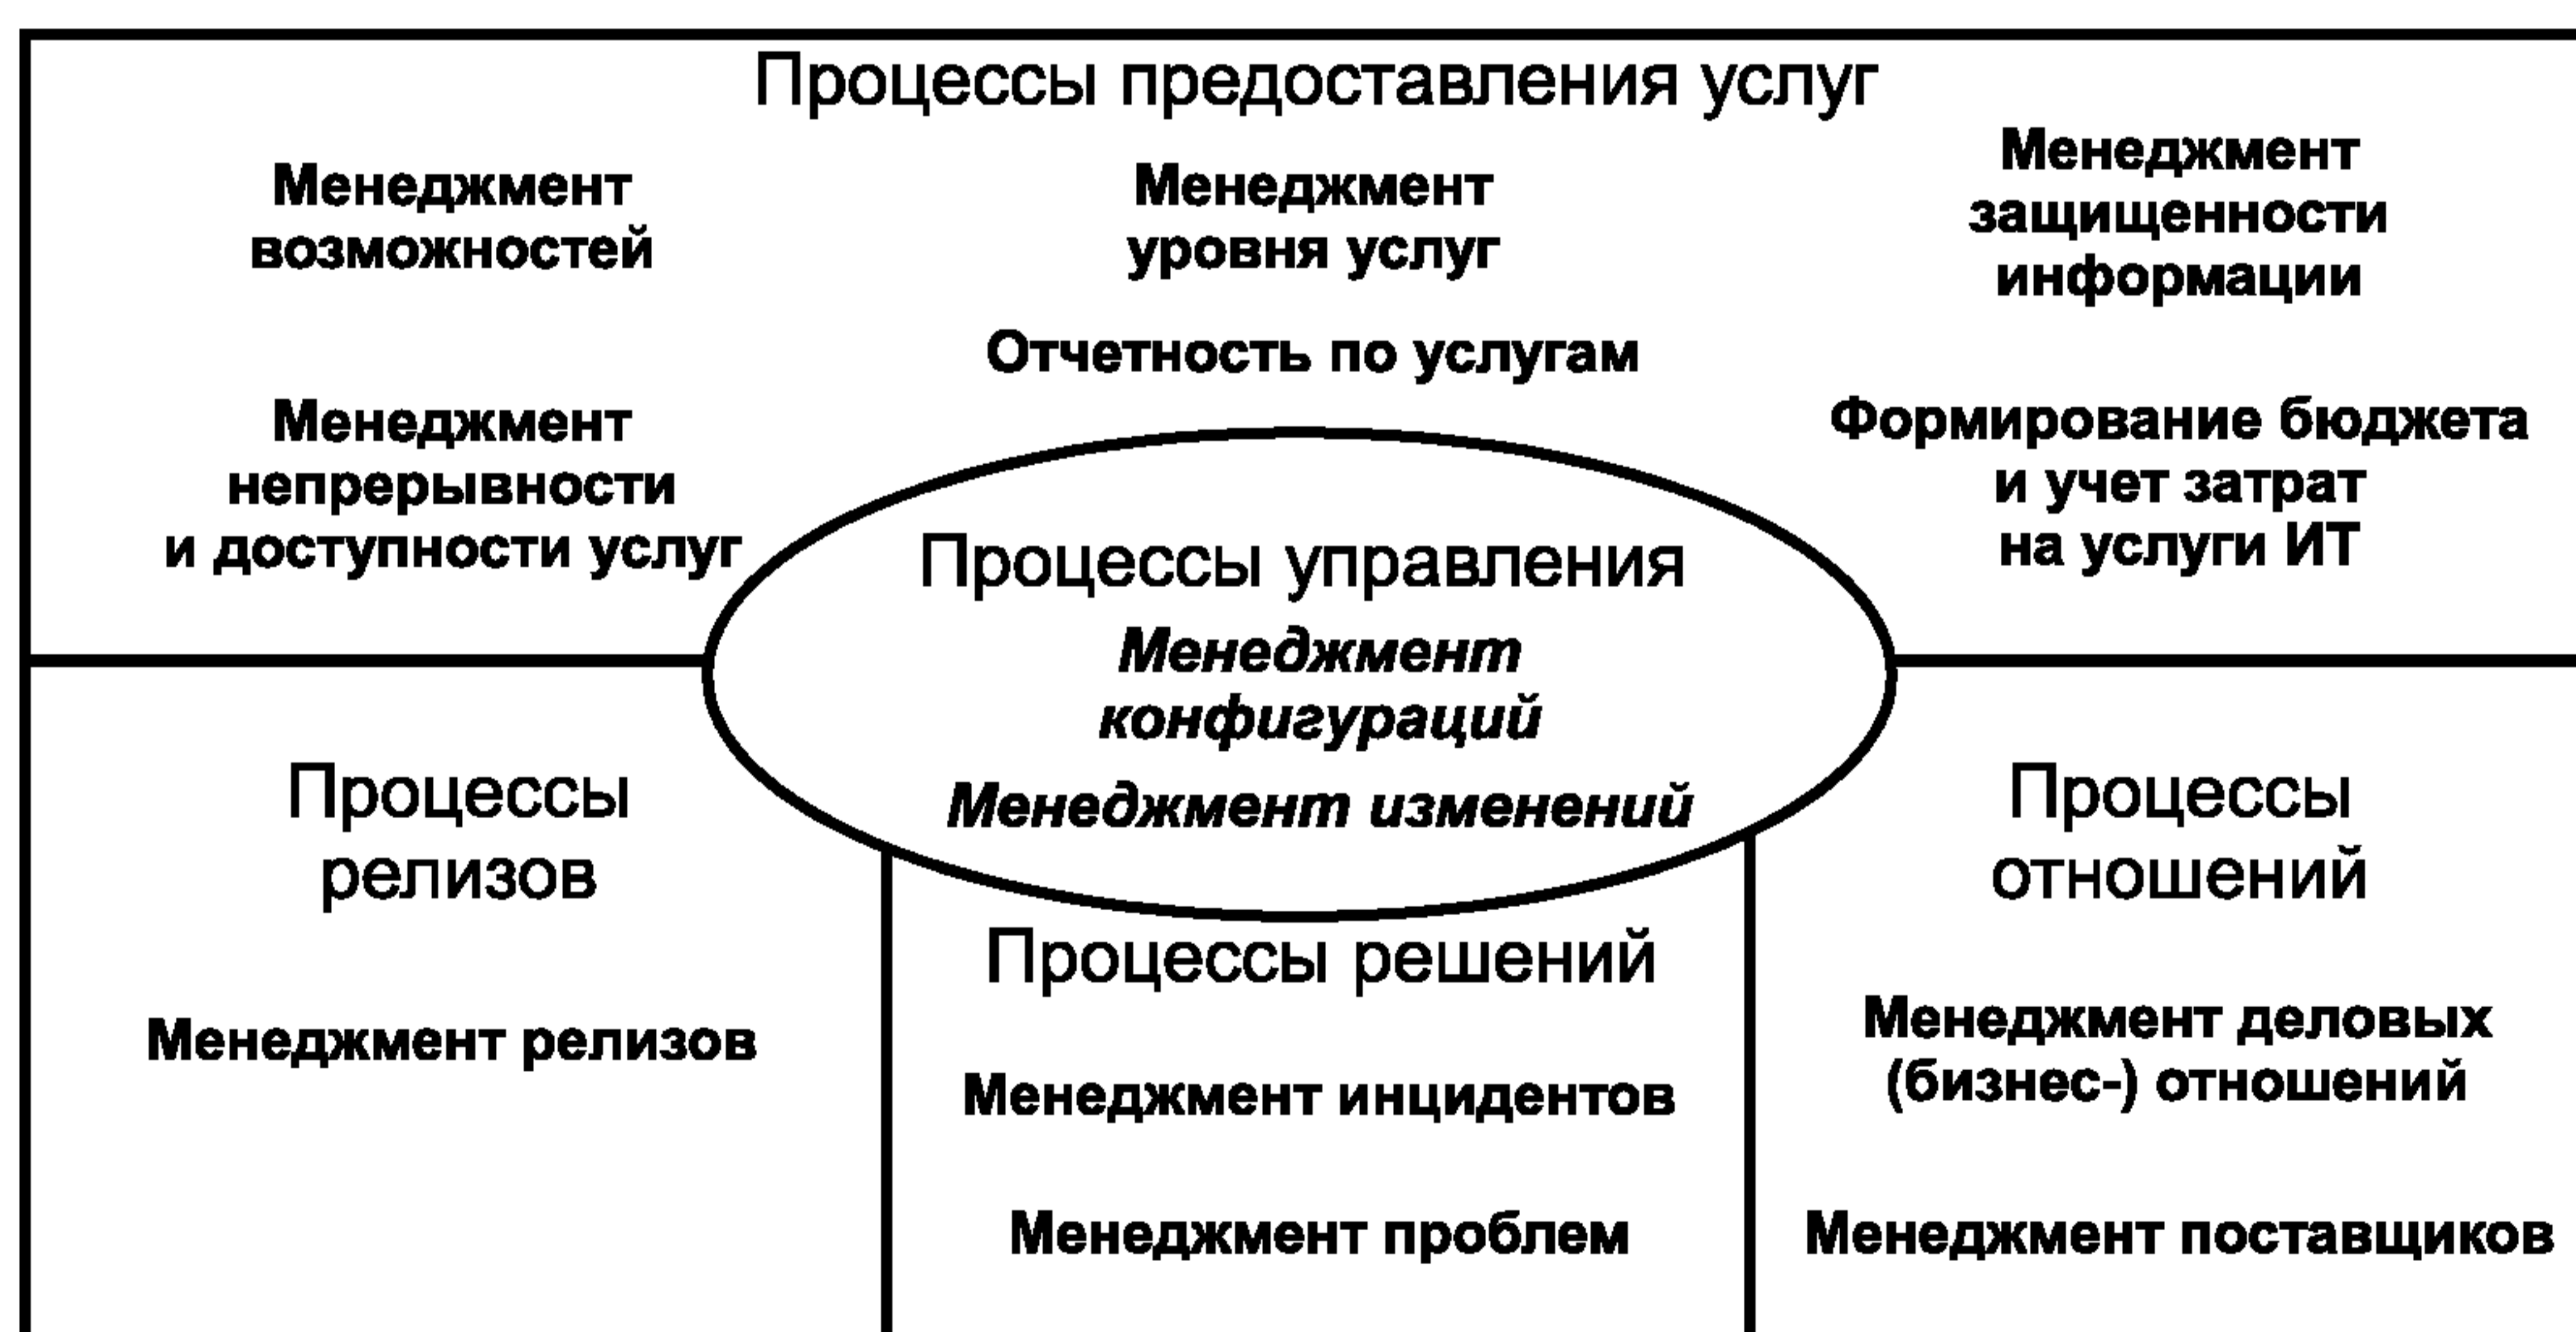 Процессы предоставления услуг
Менеджмент
возможностей
Менеджмент
уровня услуг
Менеджмент
защищенности
информации
Отчетность по услугам
Менеджмент
непрерывности
и доступности услуг
Формирование бюджета
и учет затрат
на услуги ИТ
Процессы управления
Менеджмент
конфигураций
Менеджмент изменений
Процессы
релизов
Менеджмент релизов
Процессы решений
Менеджмент инцидентов
Менеджмент проблем
Процессы
отношений
Менеджмент деловых
(бизнес-) отношений
Менеджмент поставщиков